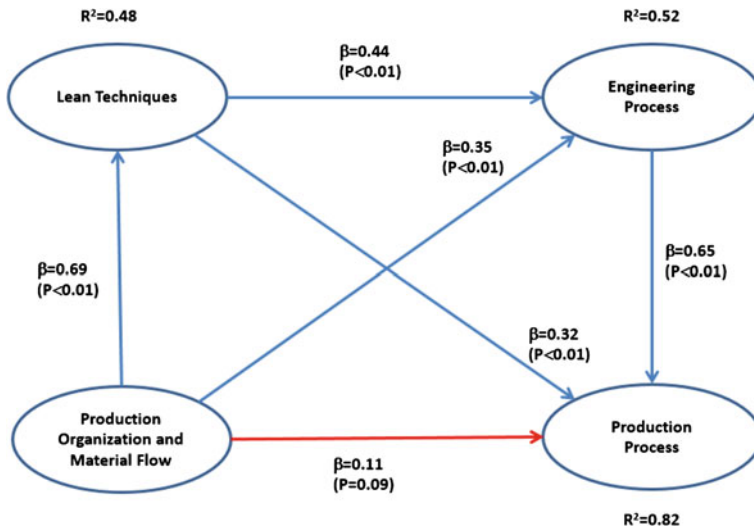 R²=0.48
R²=0.52
β=0.44
(P<0.01)
Lean Techniques
Engineering
Process
β=0.35
(P<0.01)
β=0.69
(P<0.01)
β=0.65
(P<0.01)
β=0.32
(P<0.01)
Production
Organization and
Material Flow
Production
Process
β=0.11
(P=0.09)
R²=0.82